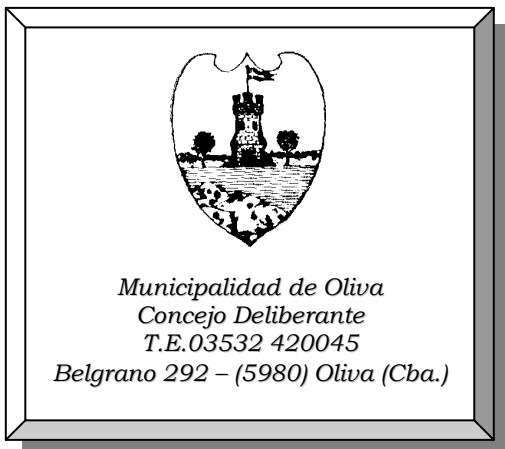 Municipalidad de Oliva
Concejo Deliberante
T.E.03532 420045
Belgrano 292 – (5980) Oliva (Cba.)